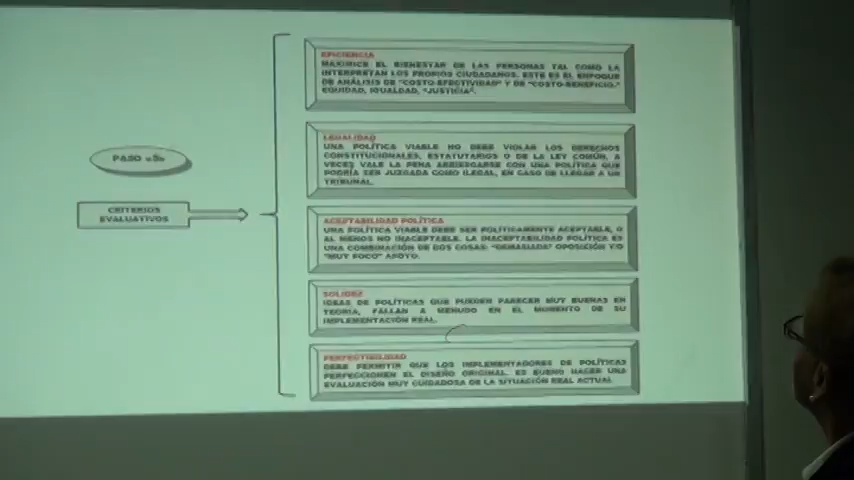 PASO «5»
CRITERIOS
EVALUATIVOS
EFICIENCIA
MAXIMICE EL BIENESTAR DE LAS PERSONAS TAL COMO LA
INTERPRETAN LOS PROPIOS CIUDADANOS. ESTE ES EL ENFOQUE
DE ANÁLISIS DE "COSTO-EFECTIVIDAD" Y DE "COSTO-BENEFICIO."
EQUIDAD, IGUALDAD, "JUSTICIA".
LEGALIDAD
UNA POLÍTICA VIABLE NO DEBE VIOLAR LOS DERECHOS
CONSTITUCIONALES, ESTATUTARIOS O DE LA LEY COMÚN. A
VECES VALE LA PENA ARRIESGARSE CON UNA POLÍTICA QUE
PODRÍA SER JUZGADA COMO ILEGAL, EN CASO DE LLEGAR A UN
TRIBUNAL.
ACEPTABILIDAD POLÍTICA
UNA POLÍTICA VIABLE DEBE SER POLÍTICAMENTE ACEPTABLE, O
AL MENOS NO INACEPTABLE. LA INACEPTABILIDAD POLÍTICA ES
UNA COMBINACIÓN DE DOS COSAS: "DEMASIADA" OPOSICIÓN Y/O
"MUY POCO" APOYO.
SOLIDEZ
IDEAS DE POLÍTICAS QUE PUEDEN PARECER MUY BUENAS EN
TEORÍA, FALLAN A MENUDO EN EL MOMENTO DE SU
IMPLEMENTACIÓN REAL.
PERFECTIBILIDAD
DEBE PERMITIR QUE LOS IMPLEMENTADORES DE POLÍTICAS
PERFECCIONEN EL DISEÑO ORIGINAL. ES BUENO HACER UNA
EVALUACIÓN MUY CUIDADOSA DE LA SITUACIÓN REAL ACTUAL.